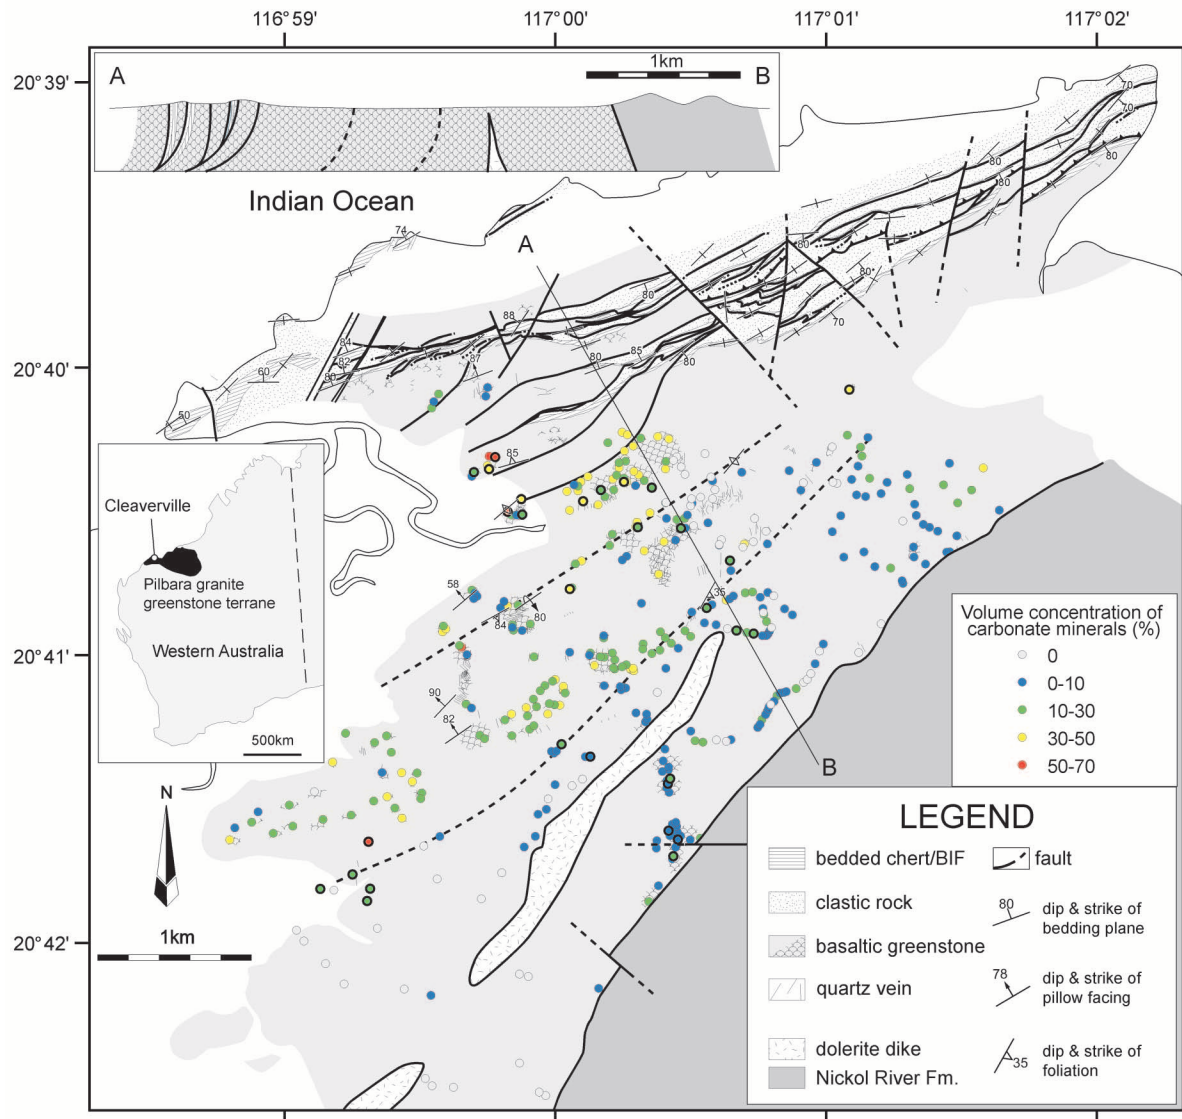 116°59'
117°00'
117°01'
117°02'
20°39'
20°40'
20°41'
20°42'
A
1km
B
Indian Ocean
A
B
70
70
80
80
80
80
80
80
70
74
88
84
82
80
87
80
85
80
60
50
85
58
84
80
35
90
82
Cleaverville
Pilbara granite
greenstone terrane
Western Australia
500km
N
1km
Volume concentration of
carbonate minerals (%)
0
0-10
10-30
30-50
50-70
LEGEND
bedded chert/BIF
clastic rock
basaltic greenstone
quartz vein
dolerite dike
Nickol River Fm.
fault
80
dip & strike of
bedding plane
78
dip & strike of
pillow facing
35
dip & strike of
foliation